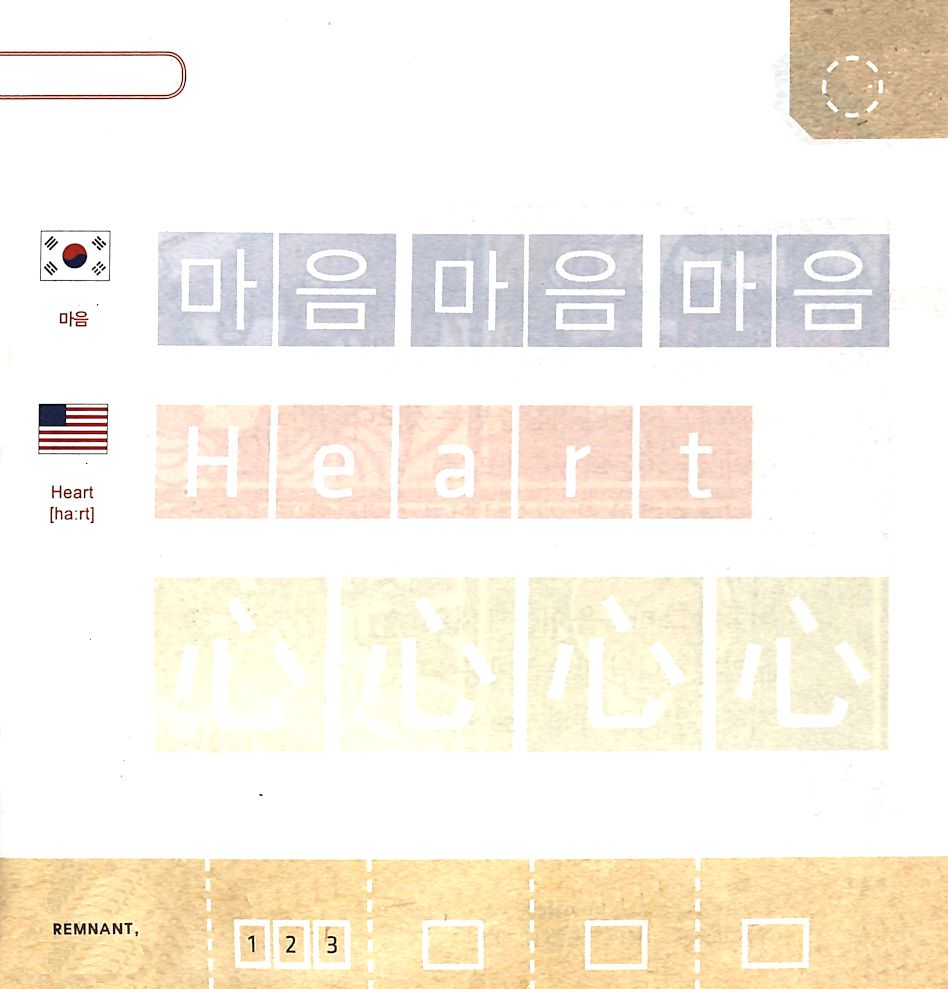 마음 마음 마음
마음
Heart
Heart
[ha:rt]
心 心 心 心
REMNANT,
1 2 3